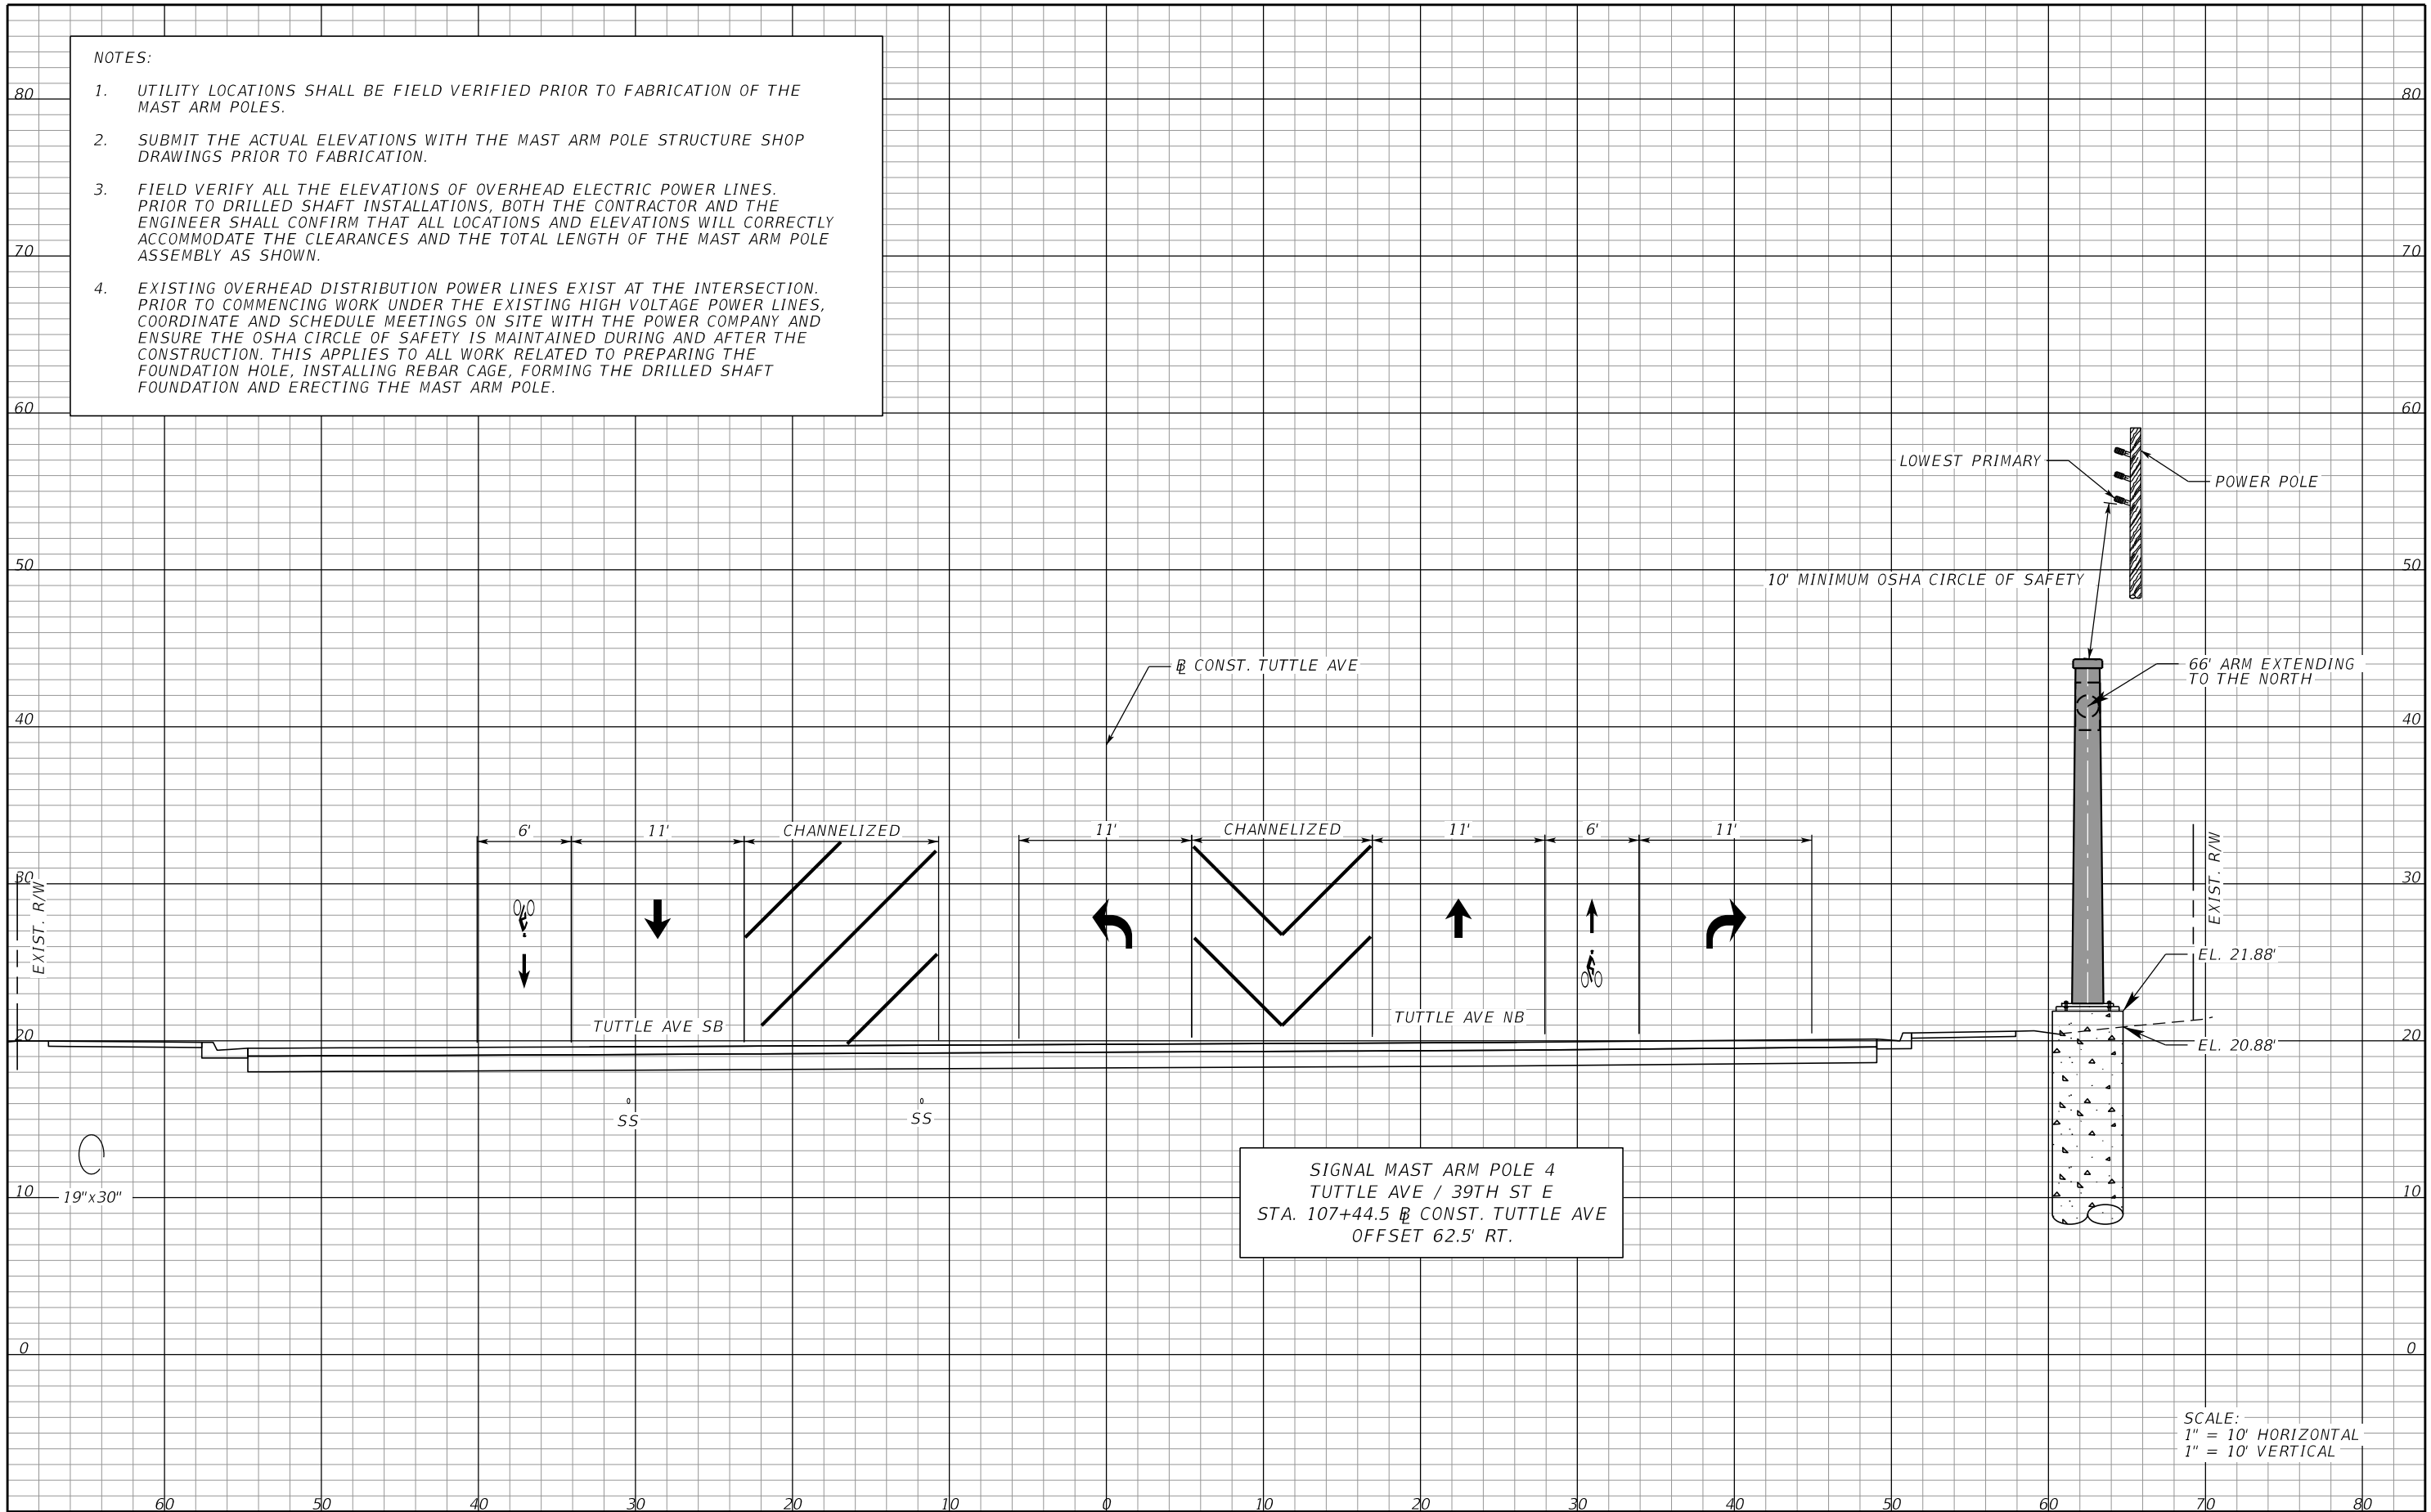 NOTES:
1. UTILITY LOCATIONS SHALL BE FIELD VERIFIED PRIOR TO FABRICATION OF THE
MAST ARM POLES.
2. SUBMIT THE ACTUAL ELEVATIONS WITH THE MAST ARM POLE STRUCTURE SHOP
DRAWINGS PRIOR TO FABRICATION.
3. FIELD VERIFY ALL THE ELEVATIONS OF OVERHEAD ELECTRIC POWER LINES.
PRIOR TO DRILLED SHAFT INSTALLATIONS, BOTH THE CONTRACTOR AND THE
ENGINEER SHALL CONFIRM THAT ALL LOCATIONS AND ELEVATIONS WILL CORRECTLY
ACCOMMODATE THE CLEARANCES AND THE TOTAL LENGTH OF THE MAST ARM POLE
ASSEMBLY AS SHOWN.
4. EXISTING OVERHEAD DISTRIBUTION POWER LINES EXIST AT THE INTERSECTION.
PRIOR TO COMMENCING WORK UNDER THE EXISTING HIGH VOLTAGE POWER LINES,
COORDINATE AND SCHEDULE MEETINGS ON SITE WITH THE POWER COMPANY AND
ENSURE THE OSHA CIRCLE OF SAFETY IS MAINTAINED DURING AND AFTER THE
CONSTRUCTION. THIS APPLIES TO ALL WORK RELATED TO PREPARING THE
FOUNDATION HOLE, INSTALLING REBAR CAGE, FORMING THE DRILLED SHAFT
FOUNDATION AND ERECTING THE MAST ARM POLE.
80 80
70 70
60 60
LOWEST PRIMARY
POWER POLE
50 50
10' MINIMUM OSHA CIRCLE OF SAFETY
℄ CONST. TUTTLE AVE
66' ARM EXTENDING
TO THE NORTH
40 40
6' 11' CHANNELIZED 11' CHANNELIZED 11' 6' 11'
30 30
EXIST. R/W
EXIST. R/W
EL. 21.88'
TUTTLE AVE SB
TUTTLE AVE NB
20 20
EL. 20.88'
SS
SS
19"x30"
10 10
SIGNAL MAST ARM POLE 4
TUTTLE AVE / 39TH ST E
STA. 107+44.5 ℄ CONST. TUTTLE AVE
OFFSET 62.5' RT.
0 0
SCALE:
1" = 10' HORIZONTAL
1" = 10' VERTICAL
60 50 40 30 20 10 0 10 20 30 40 50 60 70 80